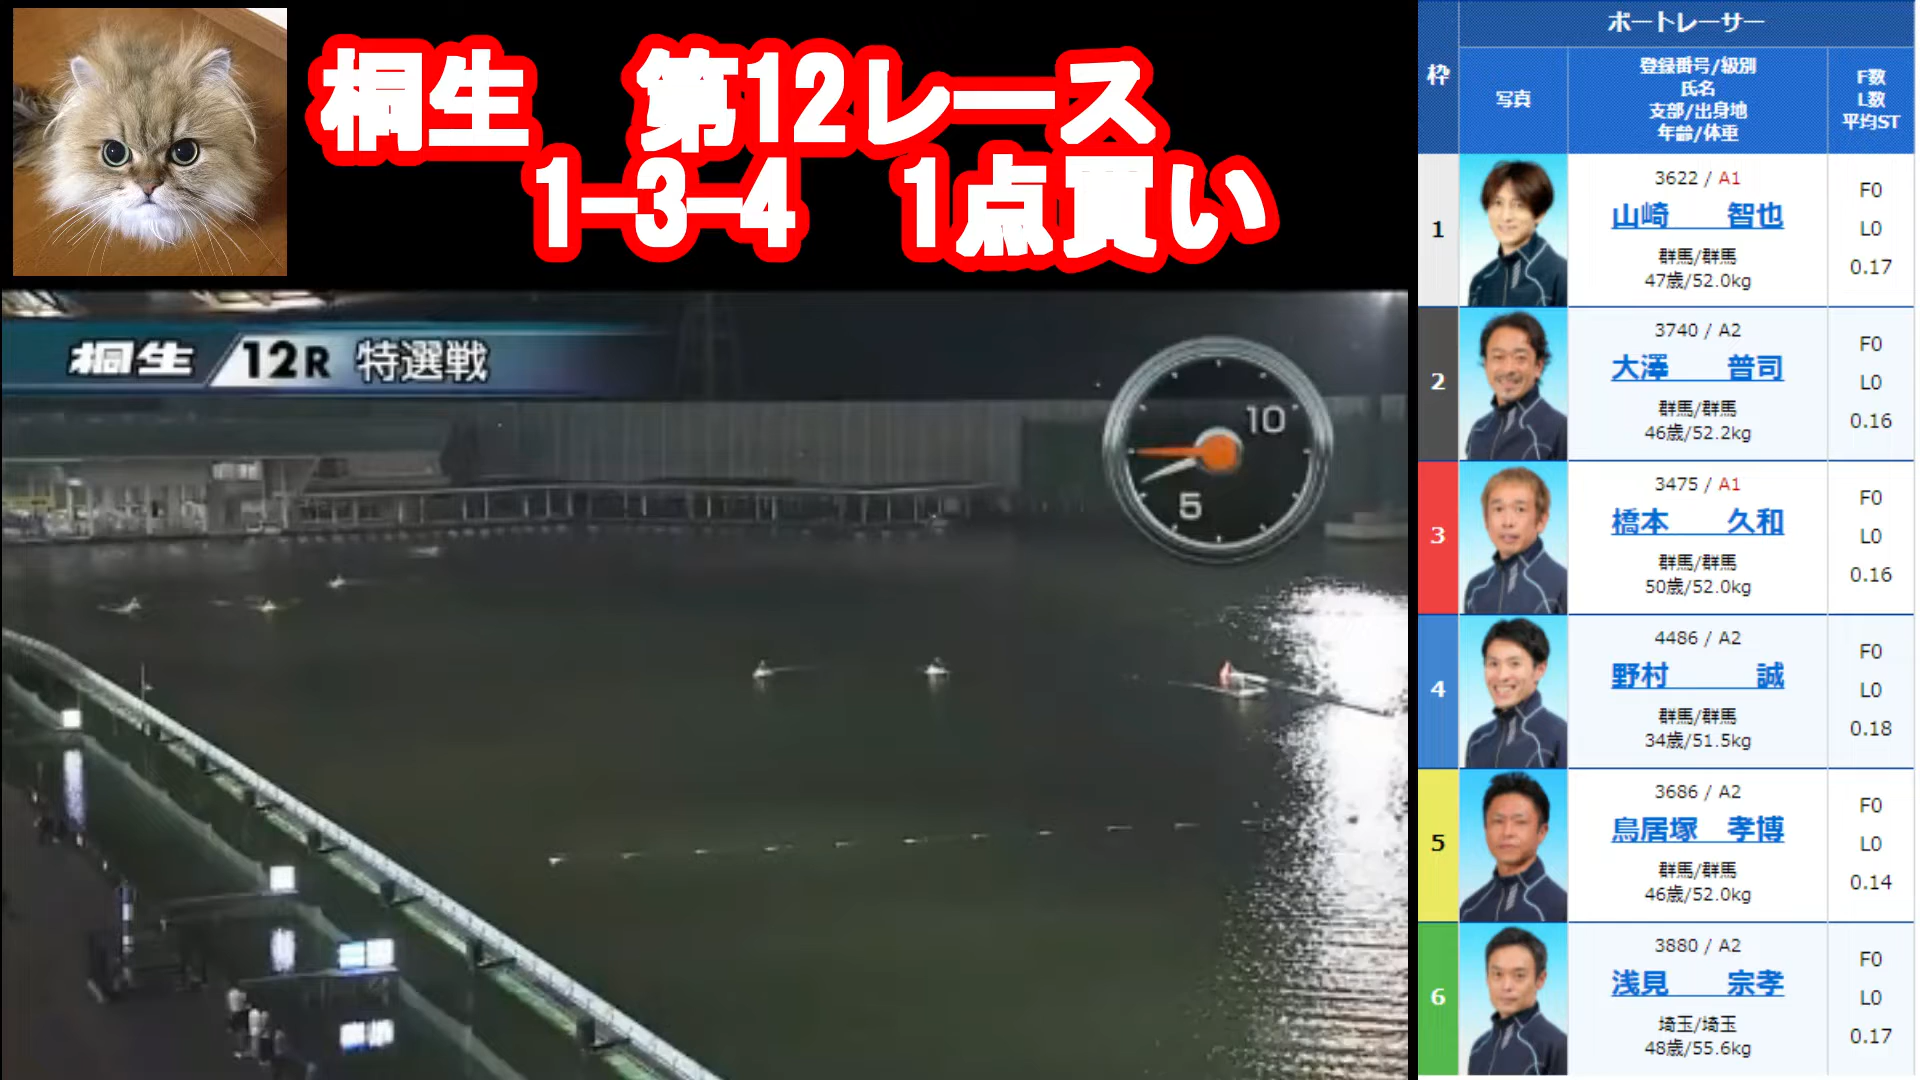 桐生　第12レース
1-3-4　1点買い
桐生 12R 特選戦
10
5
枠
ボートレーサー
写真
登録番号/級別
氏名
支部/出身地
年齢/体重
F数
L数
平均ST
1
3622 / A1
山崎　　智也
群馬/群馬
47歳/52.0kg
F0
L0
0.17
2
3740 / A2
大澤　　普司
群馬/群馬
46歳/52.2kg
F0
L0
0.16
3
3475 / A1
橋本　　久和
群馬/群馬
50歳/52.0kg
F0
L0
0.16
4
4486 / A2
野村　　　誠
群馬/群馬
34歳/51.5kg
F0
L0
0.18
5
3686 / A2
鳥居塚　孝博
群馬/群馬
46歳/52.0kg
F0
L0
0.14
6
3880 / A2
浅見　　宗孝
埼玉/埼玉
48歳/55.6kg
F0
L0
0.17